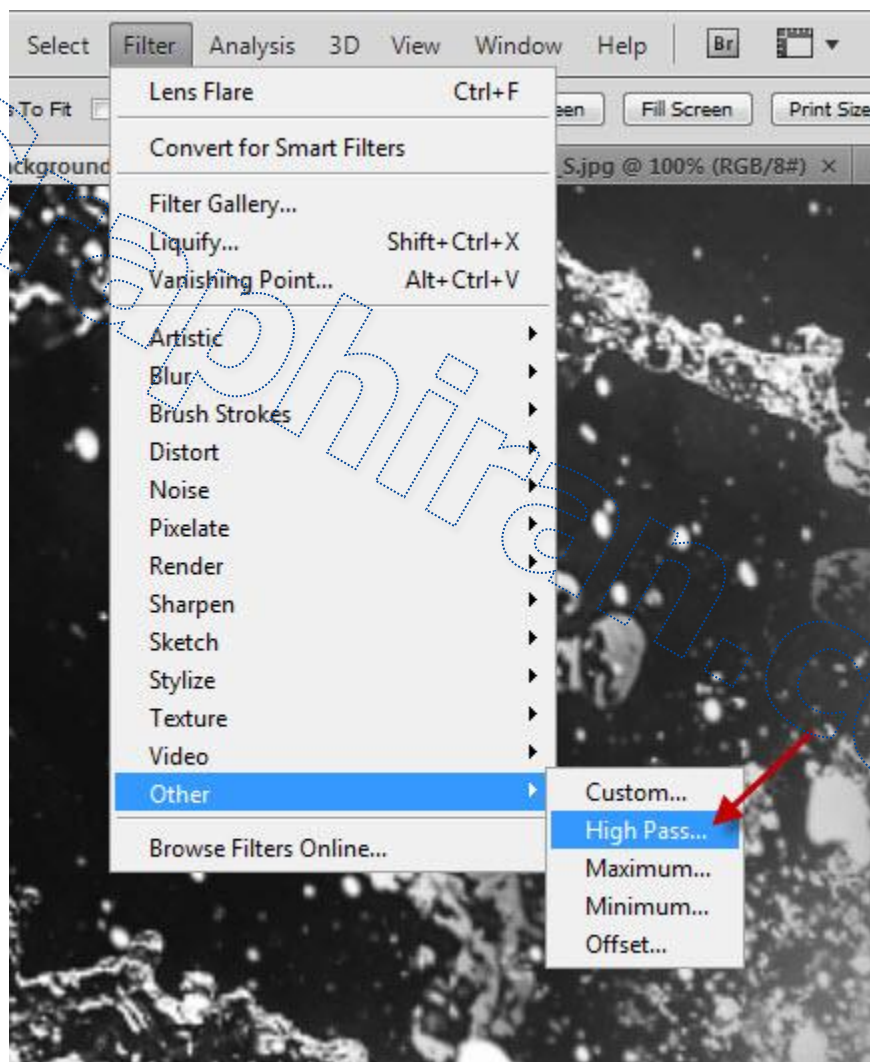 Select Filter Analysis 3D View Window Help Br
s To Fit een Fill Screen Print Size
ckground _S.jpg @ 100% (RGB/8#) ×
Lens Flare Ctrl+F
Convert for Smart Filters
Filter Gallery...
Liquify... Shift+Ctrl+X
Vanishing Point... Alt+Ctrl+V
Artistic
Blur
Brush Strokes
Distort
Noise
Pixelate
Render
Sharpen
Sketch
Stylize
Texture
Video
Other
Browse Filters Online...
Custom...
High Pass...
Maximum...
Minimum...
Offset...
raphiran.c